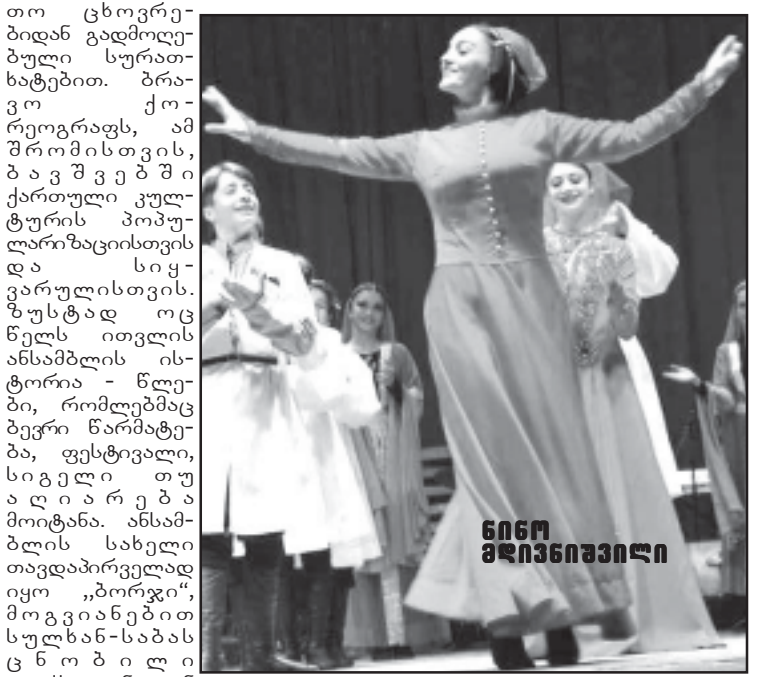 თო ცხოვრე-
ბიდან გადმოღე-
ბული სურათ-
ხატებით. ბრა-
ვო ქო-
რეოგრაფს, ამ
შრომისთვის,
ბავშვებში
ქართული კულ-
ტურის პოპუ-
ლარიზაციისთვის
და სიყ-
ვარულისთვის.
ზუსტად ოც
წელს ითვლის
ანსამბლის ის-
ტორია - წლე-
ბი, რომლებმაც
ბევრი წარმატე-
ბა, ფესტივალი,
სიგელი თუ
აღიარება
მოიტანა. ანსამ-
ბლის სახელი
თავდაპირველად
იყო ,,ბორჯი“,
მოგვიანებით
სულხან-საბას
ცნობილი
ნინო
მდივნიშვილი